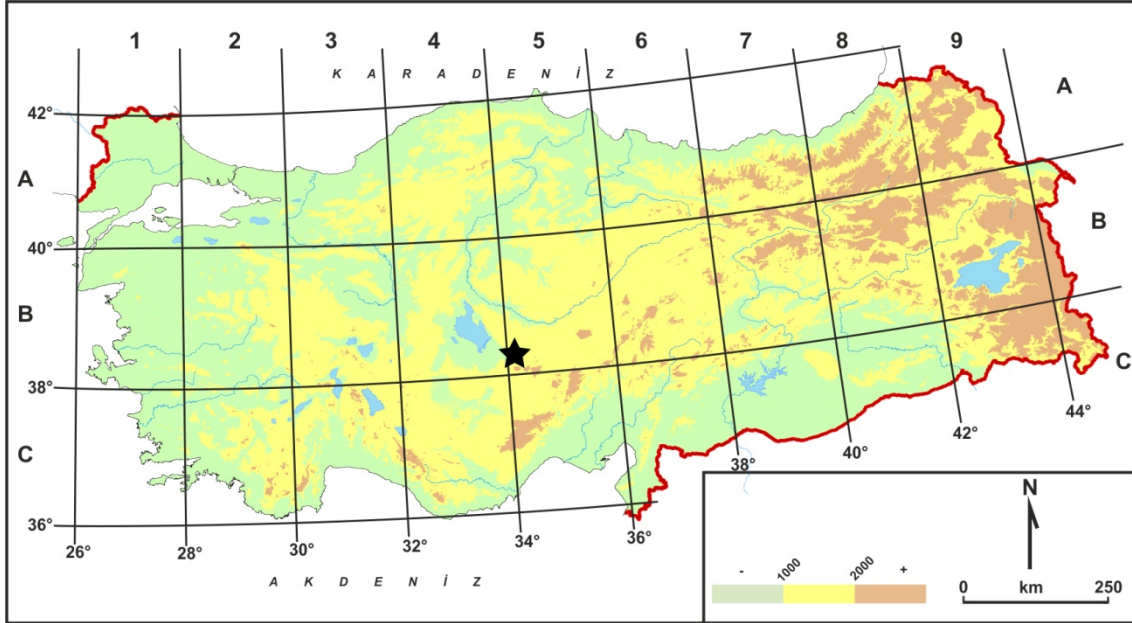 1 2 3 4 5 6 7 8 9
K A R A D E N İ Z
A
42°
A
B
40°
B
38°
C
C
44°
42°
40°
38°
36°
36°
26° 28° 30° 32° 34°
A K D E N İ Z
N
- 1000 2000 +
0 km 250